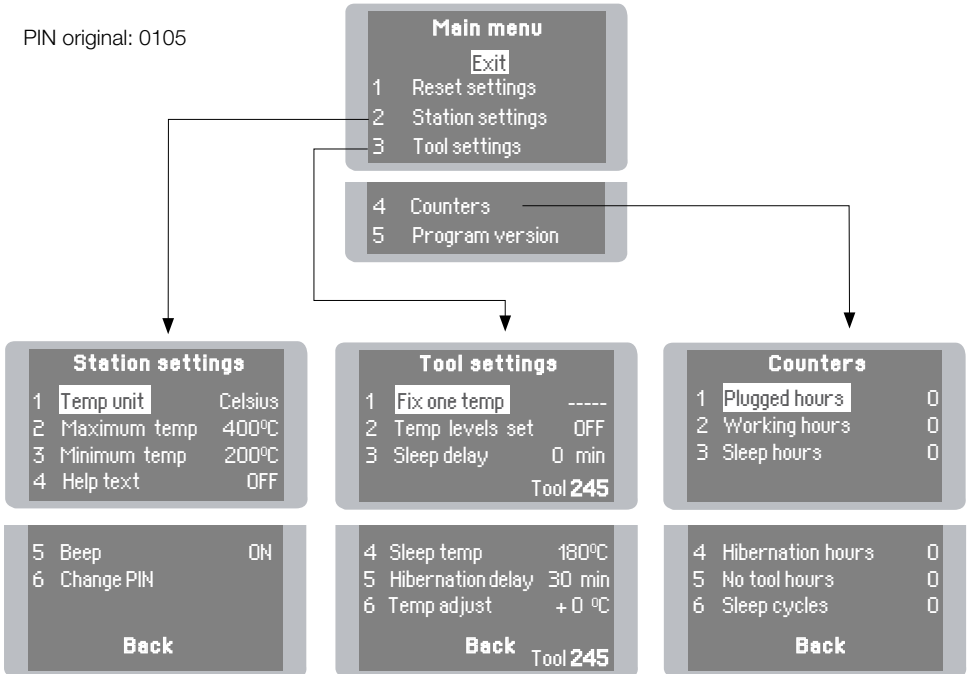 PIN original: 0105
Main menu
Exit
1 Reset settings
2 Station settings
3 Tool settings
4 Counters
5 Program version
Station settings
1 Temp unit Celsius
2 Maximum temp 400ºC
3 Minimum temp 200ºC
4 Help text OFF
5 Beep ON
6 Change PIN
Back
Tool settings
1 Fix one temp -----
2 Temp levels set OFF
3 Sleep delay 0 min
Tool 245
4 Sleep temp 180ºC
5 Hibernation delay 30 min
6 Temp adjust +0 ºC
Back
Tool 245
Counters
1 Plugged hours 0
2 Working hours 0
3 Sleep hours 0
4 Hibernation hours 0
5 No tool hours 0
6 Sleep cycles 0
Back